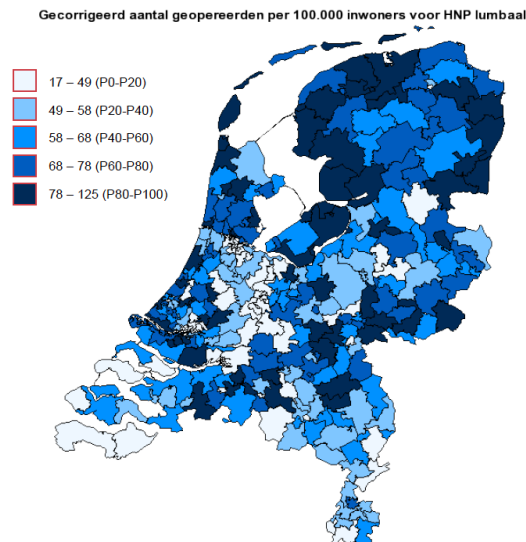 Gecorrigeerd aantal geopereerden per 100.000 inwoners voor HNP lumbaal
17 – 49 (P0-P20)
49 – 58 (P20-P40)
58 – 68 (P40-P60)
68 – 78 (P60-P80)
78 – 125 (P80-P100)